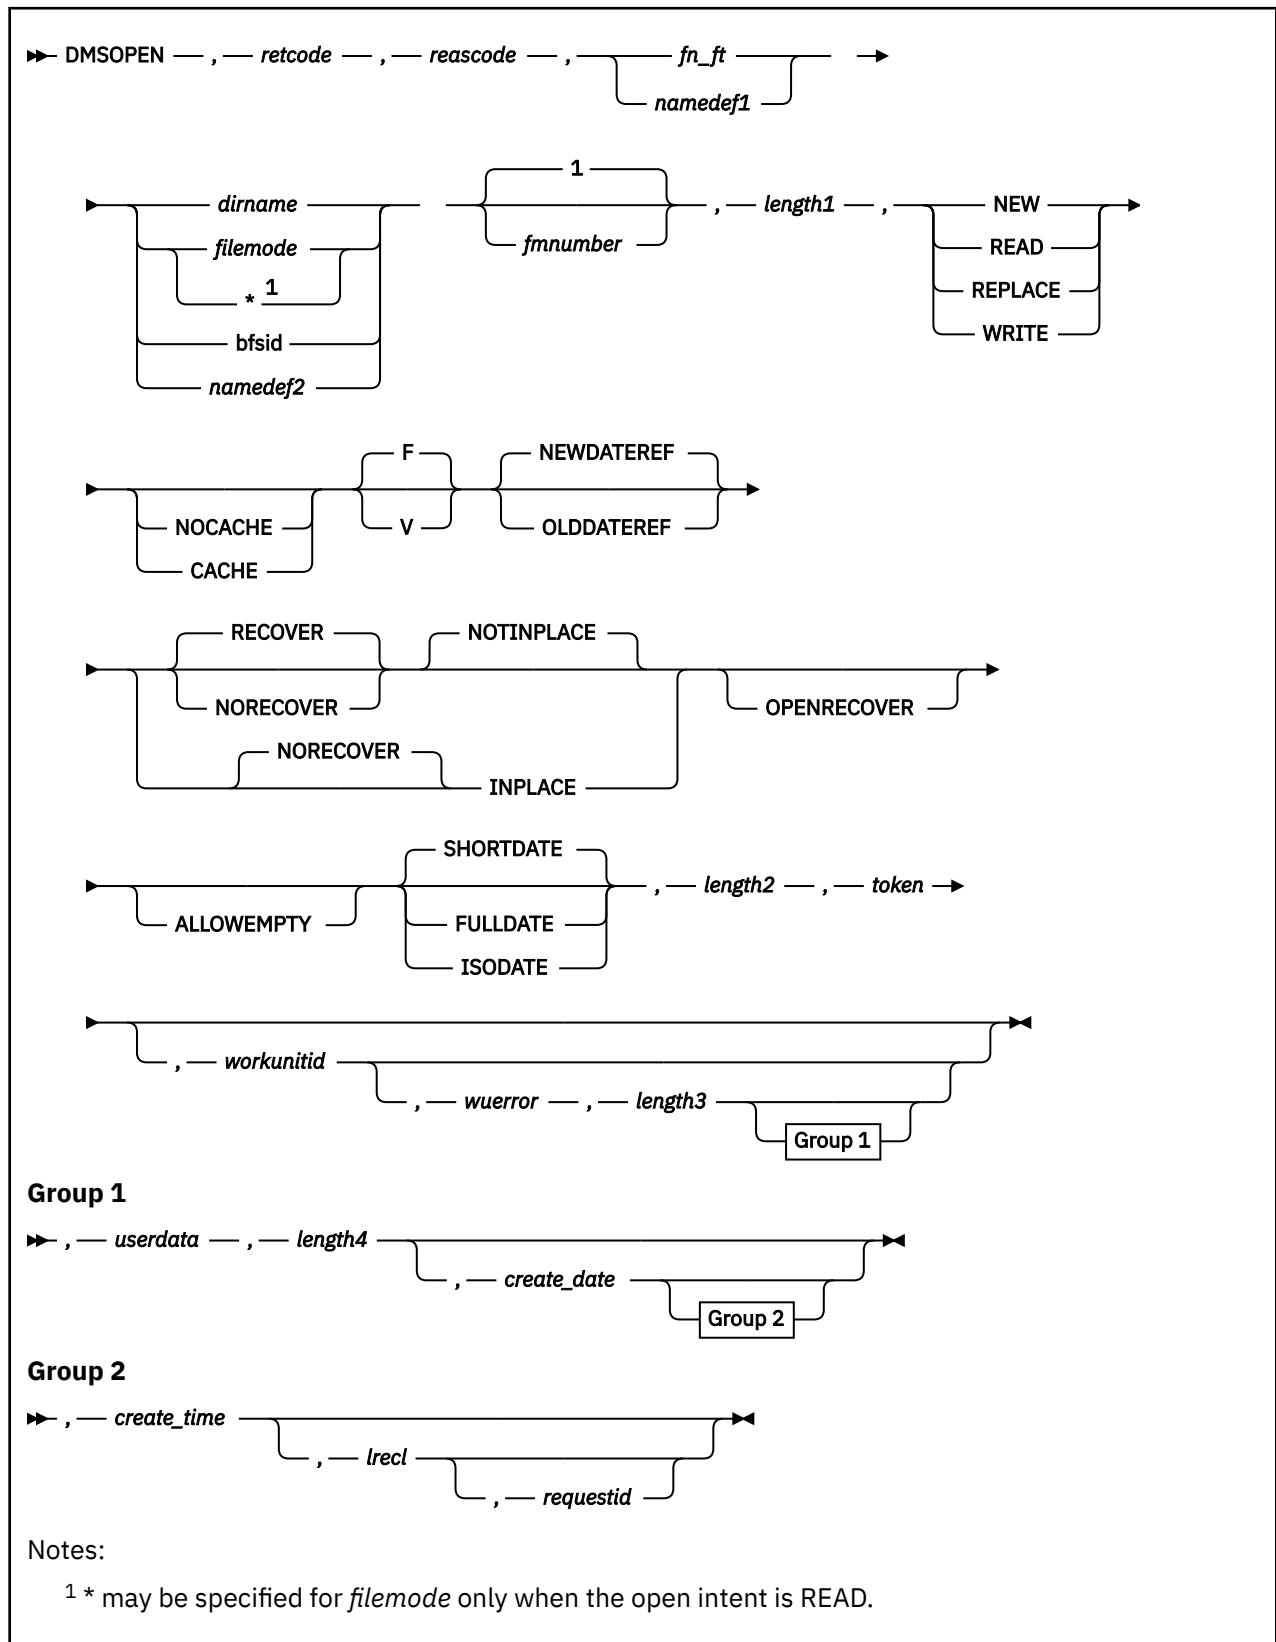 DMSOPEN , retcode , reascode , fn_ft
namedef1
1
dirname , length1 , NEW
filemode fmnumber READ
* 1 REPLACE
bfsid WRITE
namedef2
F NEWDATEREF
NOCACHE V OLDDATEREF
CACHE
RECOVER NOTINPLACE
NORECOVER OPENRECOVER
NORECOVER
INPLACE
SHORTDATE
, length2 , token
ALLOWEMPTY FULLDATE
ISODATE
, workunitid
, wuerror , length3
Group 1
Group 1
, userdata , length4
, create_date
Group 2
Group 2
, create_time
, lrecl
, requestid
Notes:
1 * may be specified for filemode only when the open intent is READ.